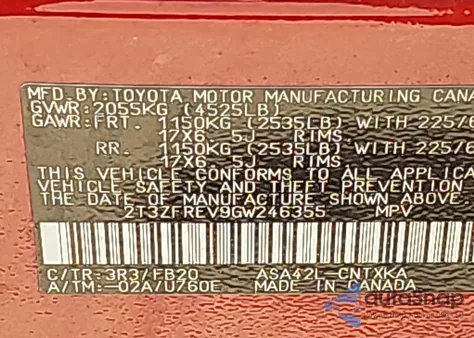 MFD.BY:TOYOTA MOTOR MANUFACTURING CANA
GVWR:2055KG (4525LB)
GAWR:FRT. 1150KG (2535LB) WITH 225/6
17X6.5J RIMS
RR. 1150KG (2535LB) WITH 225/6
17X6.5J RIMS
THIS VEHICLE CONFORMS TO ALL APPLICA
SAFETY AND THEFT PREVENTION STANDARD
THE DATE OF MANUFACTURE SHOWN ABOVE
2T3ZFREV9GW246355 MPV
C/TR:3R3/FB20 ASA42L-CNTXKA
A/TM:-02A/U760E MADE IN CANADA
autosnap